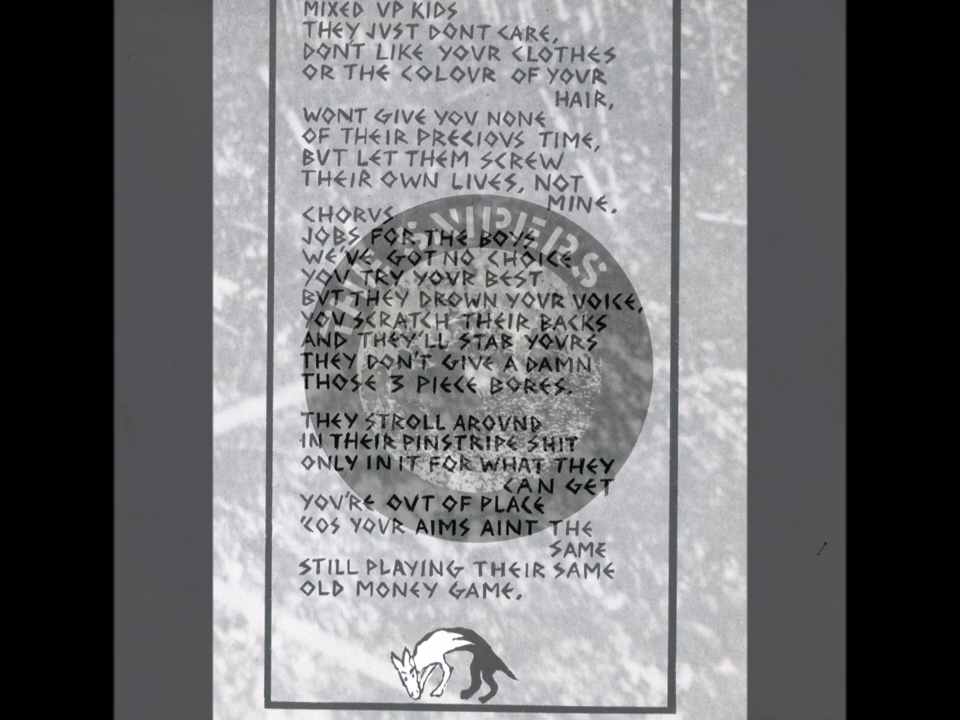 MIXED UP KIDS
THEY JUST DONT CARE,
DON'T LIKE YOUR CLOTHES
OR THE COLOUR OF YOUR
HAIR,
WONT GIVE YOU NONE
OF THEIR PRECIOUS TIME,
BUT LET THEM SCREW
THEIR OWN LIVES, NOT
MINE.
CHORUS
JOBS FOR THE BOYS
WE'VE GOT NO CHOICE
YOU TRY YOUR BEST
BUT THEY DROWN YOUR VOICE,
YOU SCRATCH THEIR BACKS
AND THEY'LL STAB YOURS
THEY DON'T GIVE A DAMN
THOSE 3 PIECE BORES.
THEY STROLL AROUND
IN THEIR PINSTRIPE SHIT
ONLY IN IT FOR WHAT THEY
CAN GET
YOU'RE OUT OF PLACE
'COS YOUR AIMS AINT THE
SAME
STILL PLAYING THEIR SAME
OLD MONEY GAME.
VIPERS